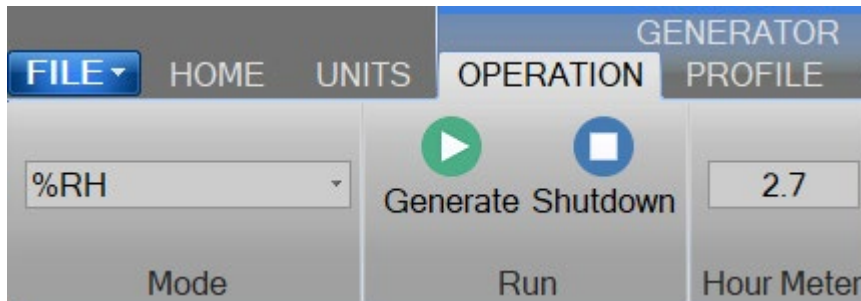 GENERATOR
FILE HOME UNITS OPERATION PROFILE
%RH 2.7
Generate Shutdown
Mode Run Hour Meter